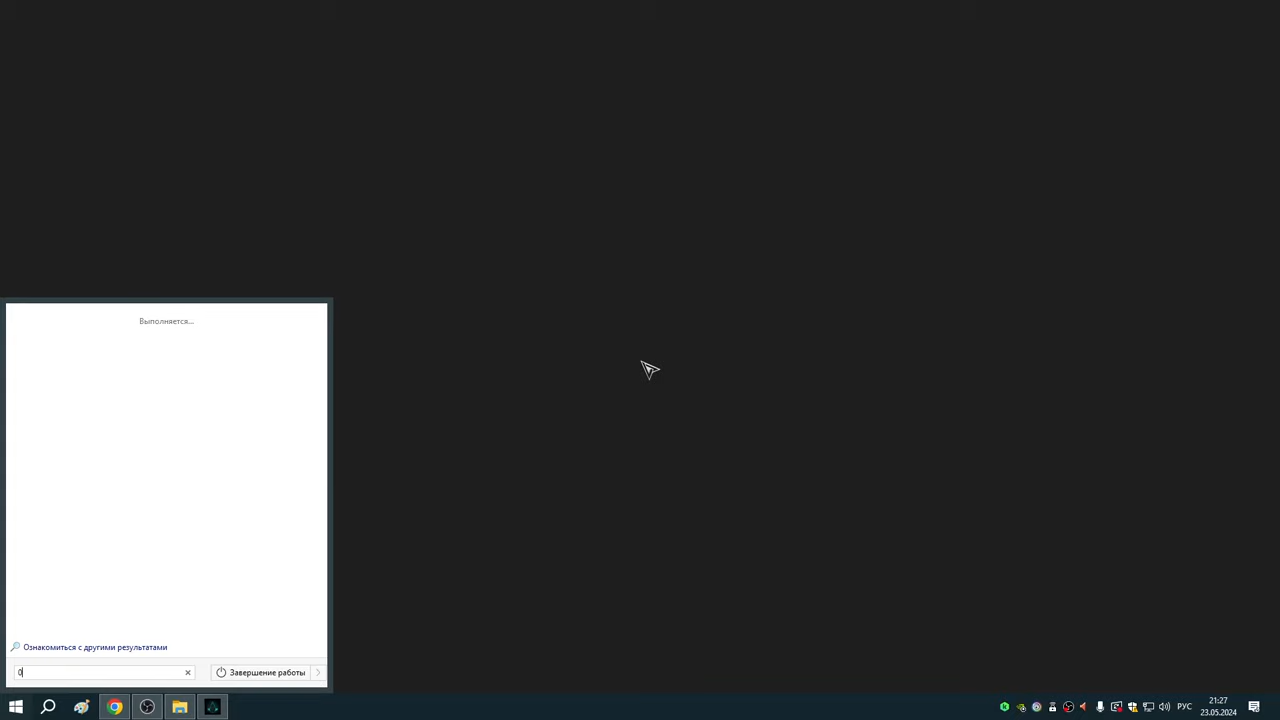 Выполняется...
Ознакомиться с другими результатами
0
Завершение работы
РУС
21:27
23.05.2024